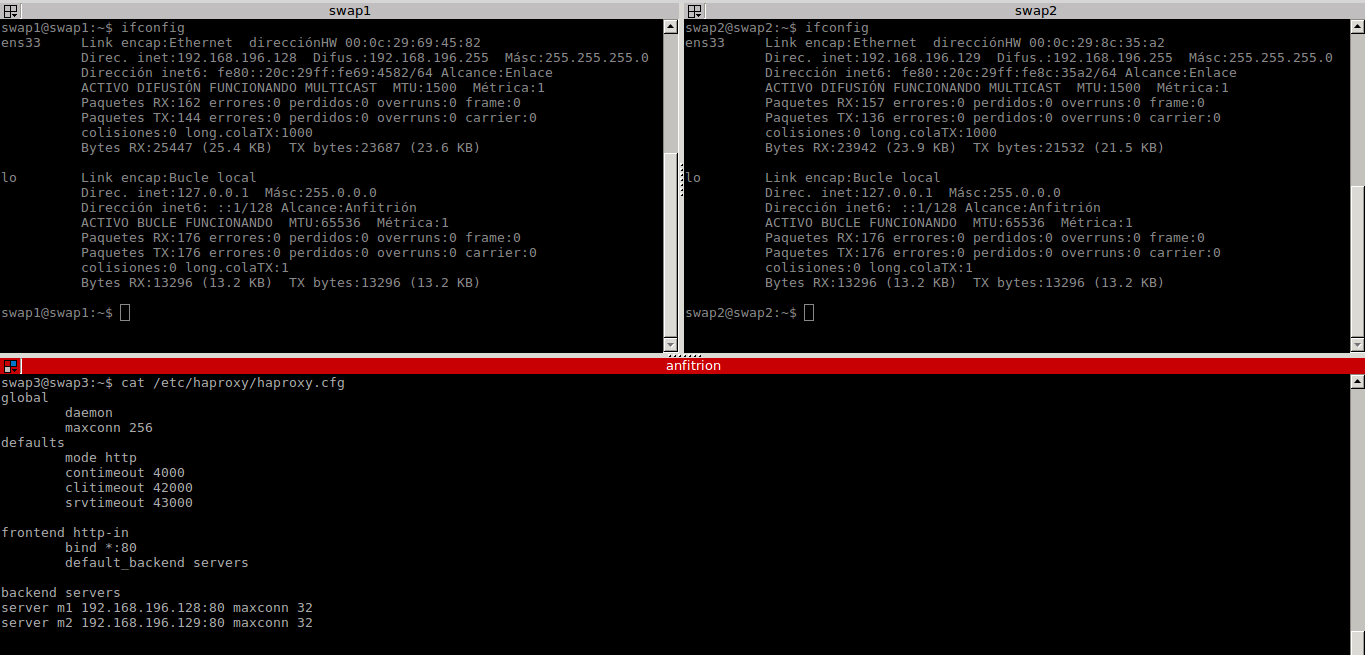 swap1
swap1@swap1:~$ ifconfig
ens33     Link encap:Ethernet  direcciónHW 00:0c:29:69:45:82
          Direc. inet:192.168.196.128  Difus.:192.168.196.255  Másc:255.255.255.0
          Dirección inet6: fe80::20c:29ff:fe69:4582/64 Alcance:Enlace
          ACTIVO DIFUSIÓN FUNCIONANDO MULTICAST  MTU:1500  Métrica:1
          Paquetes RX:162 errores:0 perdidos:0 overruns:0 frame:0
          Paquetes TX:144 errores:0 perdidos:0 overruns:0 carrier:0
          colisiones:0 long.colaTX:1000
          Bytes RX:25447 (25.4 KB)  TX bytes:23687 (23.6 KB)
lo        Link encap:Bucle local
          Direc. inet:127.0.0.1  Másc:255.0.0.0
          Dirección inet6: ::1/128 Alcance:Anfitrión
          ACTIVO BUCLE FUNCIONANDO  MTU:65536  Métrica:1
          Paquetes RX:176 errores:0 perdidos:0 overruns:0 frame:0
          Paquetes TX:176 errores:0 perdidos:0 overruns:0 carrier:0
          colisiones:0 long.colaTX:1
          Bytes RX:13296 (13.2 KB)  TX bytes:13296 (13.2 KB)
swap1@swap1:~$
swap2
swap2@swap2:~$ ifconfig
ens33     Link encap:Ethernet  direcciónHW 00:0c:29:8c:35:a2
          Direc. inet:192.168.196.129  Difus.:192.168.196.255  Másc:255.255.255.0
          Dirección inet6: fe80::20c:29ff:fe8c:35a2/64 Alcance:Enlace
          ACTIVO DIFUSIÓN FUNCIONANDO MULTICAST  MTU:1500  Métrica:1
          Paquetes RX:157 errores:0 perdidos:0 overruns:0 frame:0
          Paquetes TX:136 errores:0 perdidos:0 overruns:0 carrier:0
          colisiones:0 long.colaTX:1000
          Bytes RX:23942 (23.9 KB)  TX bytes:21532 (21.5 KB)
lo        Link encap:Bucle local
          Direc. inet:127.0.0.1  Másc:255.0.0.0
          Dirección inet6: ::1/128 Alcance:Anfitrión
          ACTIVO BUCLE FUNCIONANDO  MTU:65536  Métrica:1
          Paquetes RX:176 errores:0 perdidos:0 overruns:0 frame:0
          Paquetes TX:176 errores:0 perdidos:0 overruns:0 carrier:0
          colisiones:0 long.colaTX:1
          Bytes RX:13296 (13.2 KB)  TX bytes:13296 (13.2 KB)
swap2@swap2:~$
anfitrion
swap3@swap3:~$ cat /etc/haproxy/haproxy.cfg
global
        daemon
        maxconn 256
defaults
        mode http
        contimeout 4000
        clitimeout 42000
        srvtimeout 43000
frontend http-in
        bind *:80
        default_backend servers
backend servers
server m1 192.168.196.128:80 maxconn 32
server m2 192.168.196.129:80 maxconn 32